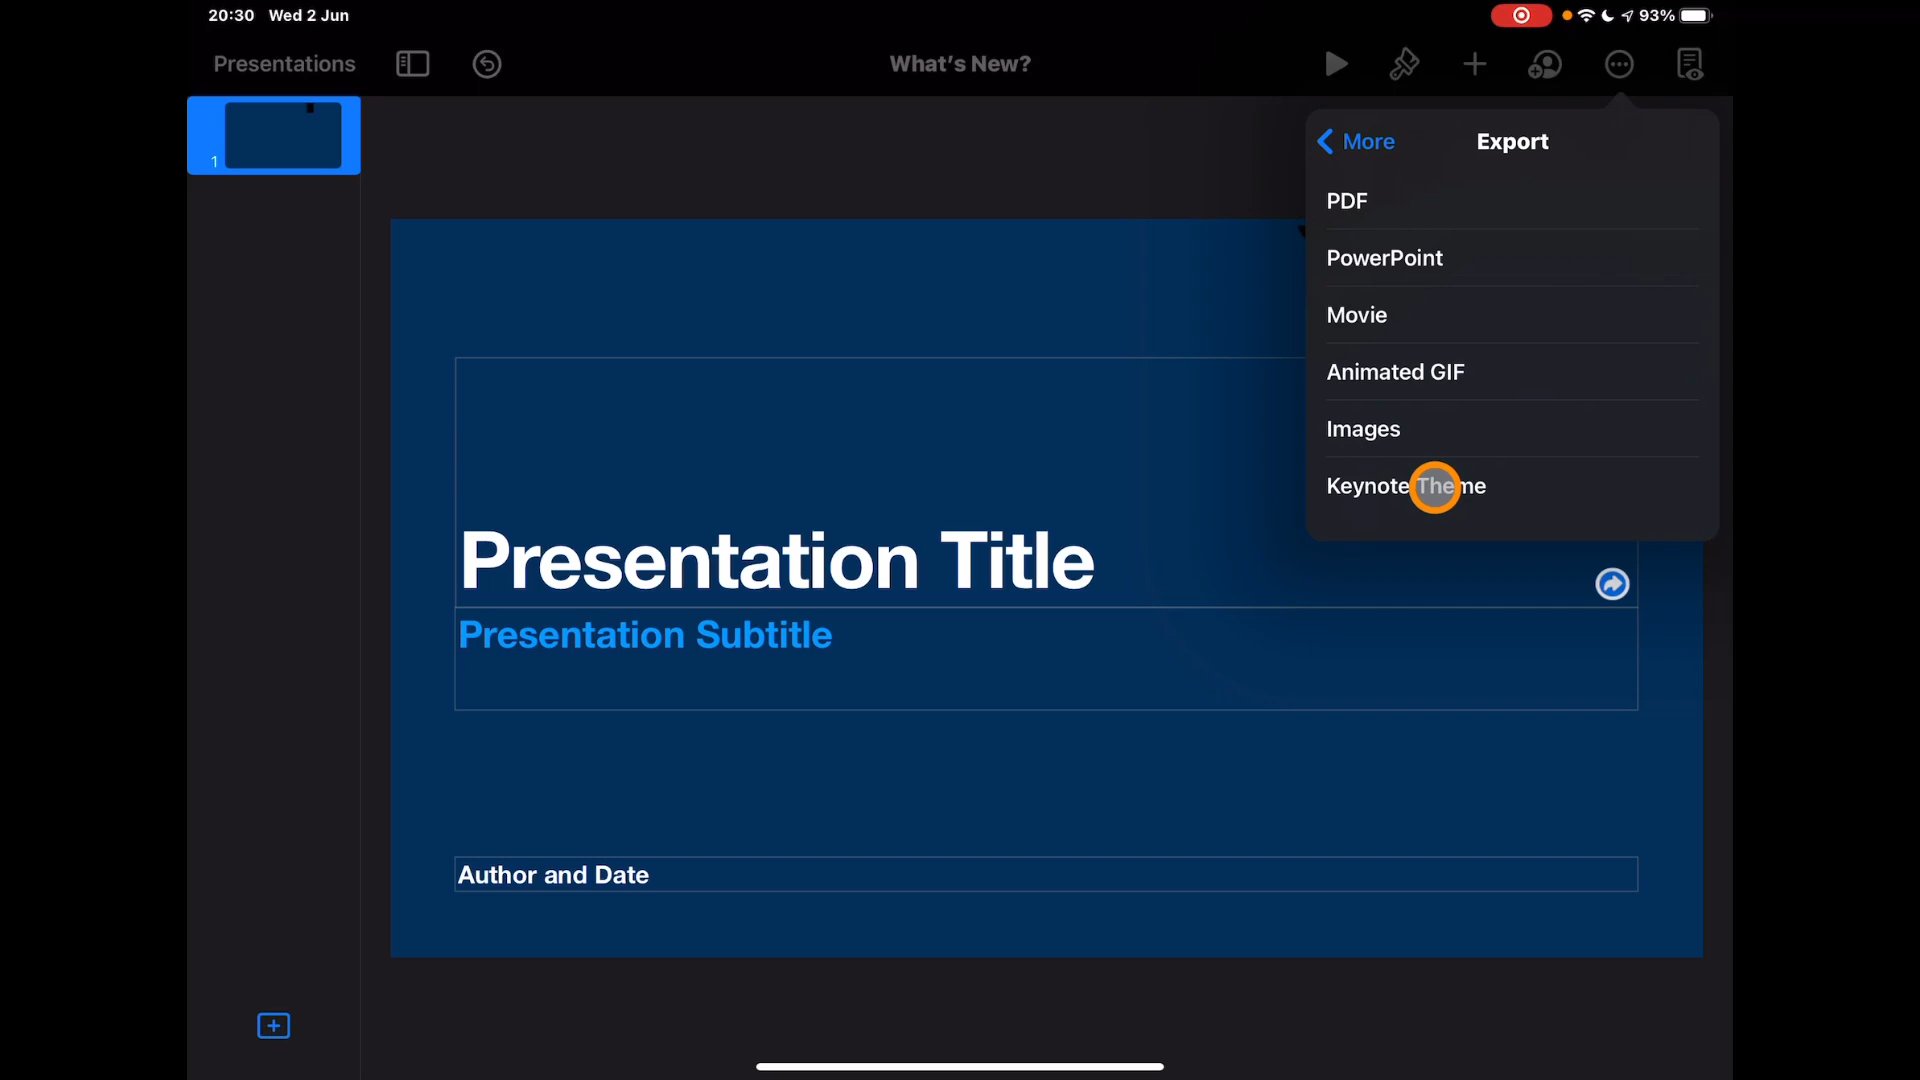 20:30 Wed 2 Jun
93%
Presentations
What's New?
1
More
Export
PDF
PowerPoint
Movie
Animated GIF
Images
Keynote Theme
Presentation Title
Presentation Subtitle
Author and Date